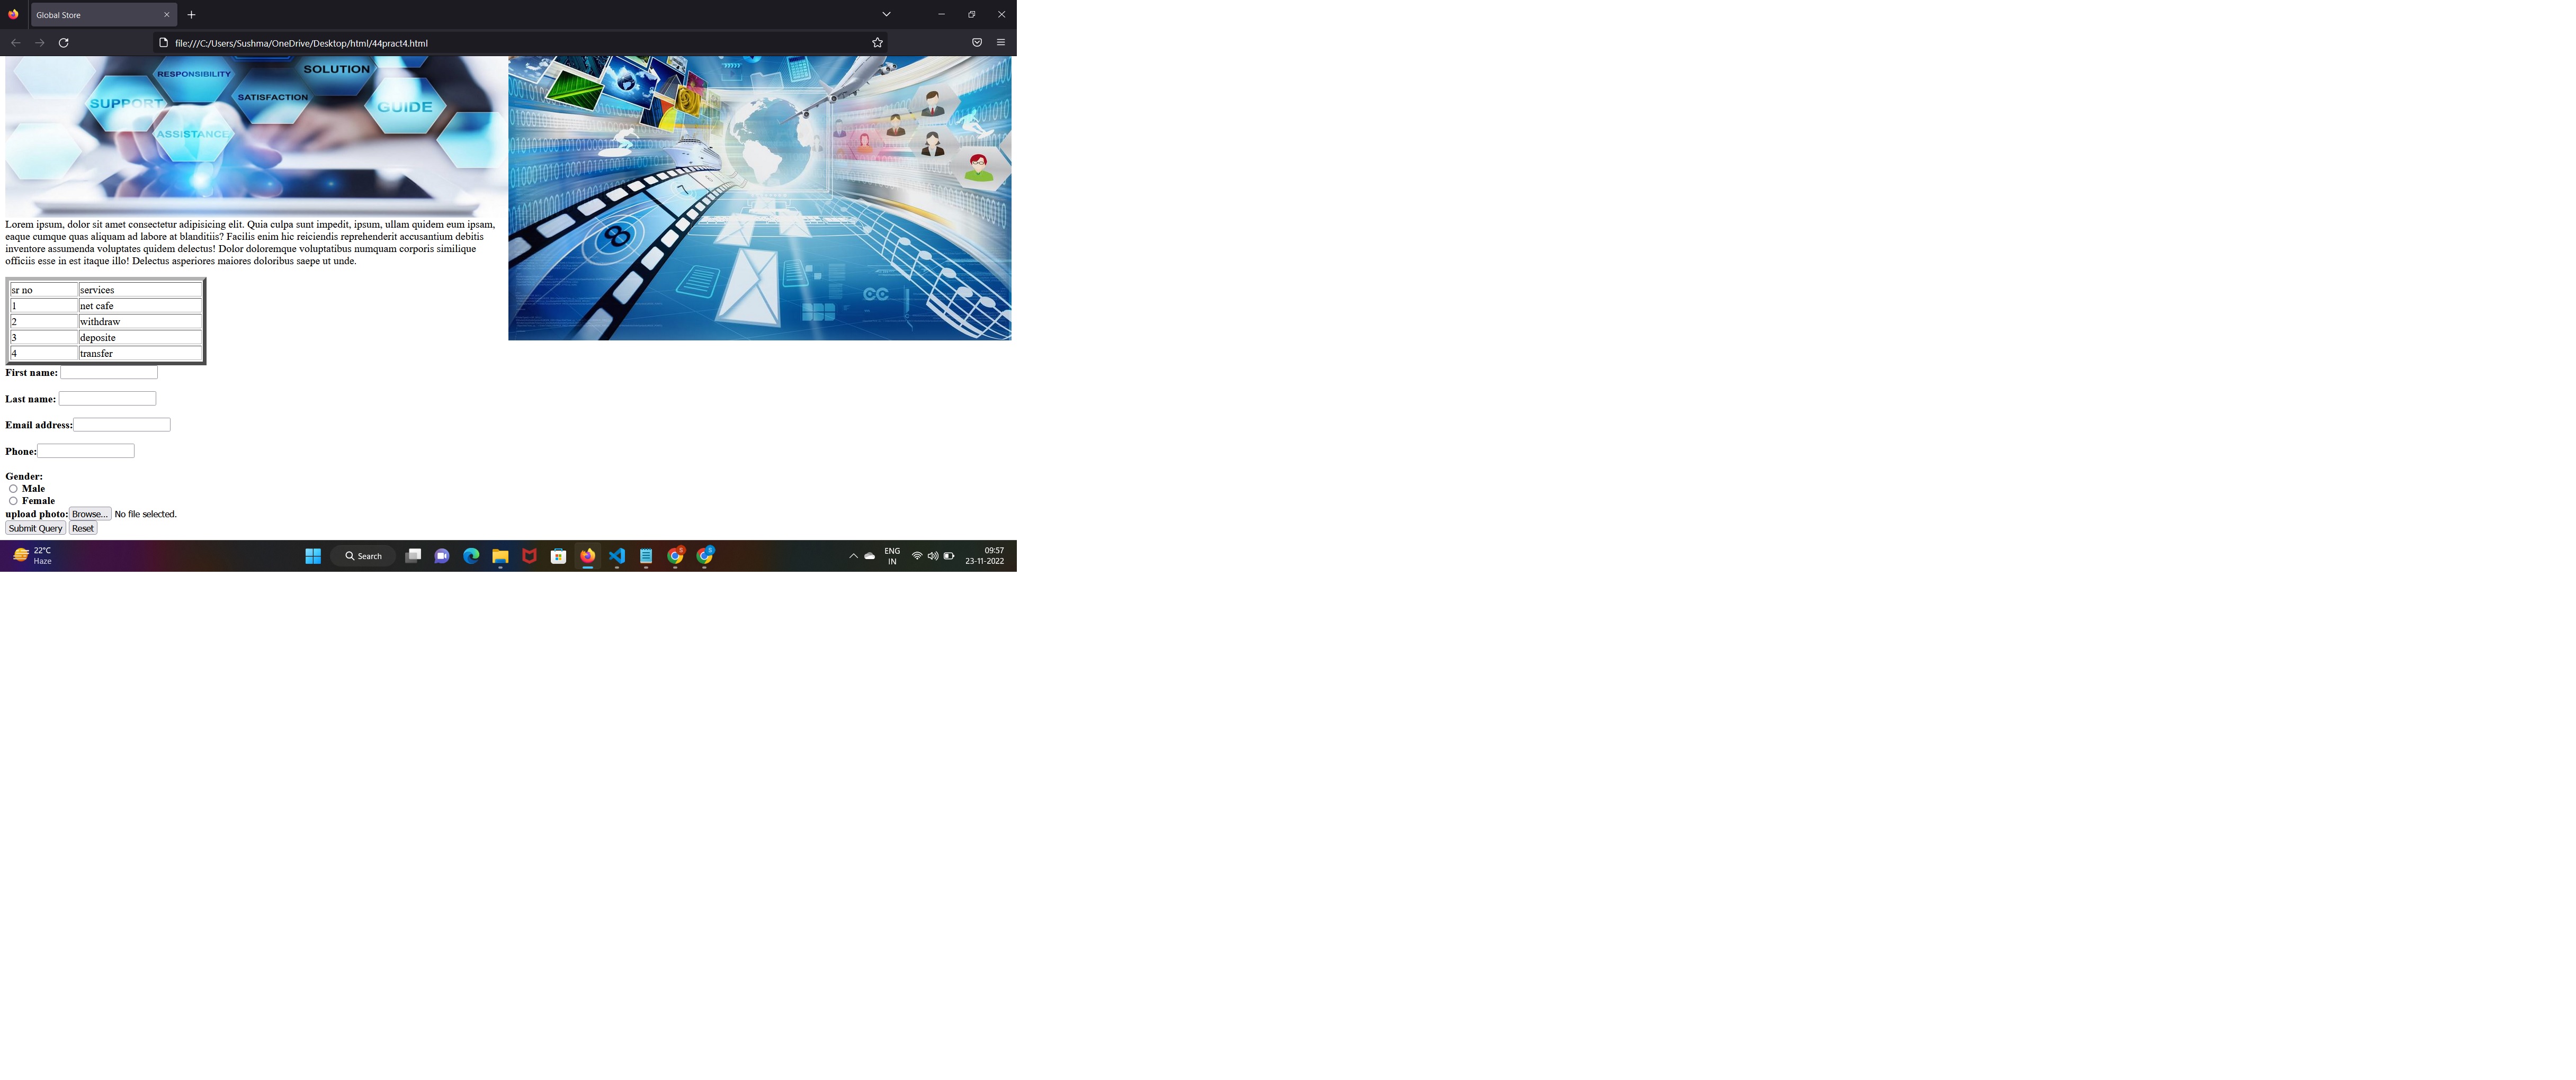 Global Store
file:///C:/Users/Sushma/OneDrive/Desktop/html/44pract4.html
RESPONSIBILITY
SOLUTION
SUPPORT
SATISFACTION
GUIDE
ASSISTANCE
8
7
CC
Lorem ipsum, dolor sit amet consectetur adipisicing elit. Quia culpa sunt impedit, ipsum, ullam quidem eum ipsam,
eaque cumque quas aliquam ad labore at blanditiis? Facilis enim hic reiciendis reprehenderit accusantium debitis
inventore assumenda voluptates quidem delectus! Dolor doloremque voluptatibus numquam corporis similique
officiis esse in est itaque illo! Delectus asperiores maiores doloribus saepe ut unde.
sr no services
1 net cafe
2 withdraw
3 deposite
4 transfer
First name:
Last name:
Email address:
Phone:
Gender:
Male
Female
upload photo: Browse... No file selected.
Submit Query Reset
22°C
Haze
Search
ENG
IN
09:57
23-11-2022